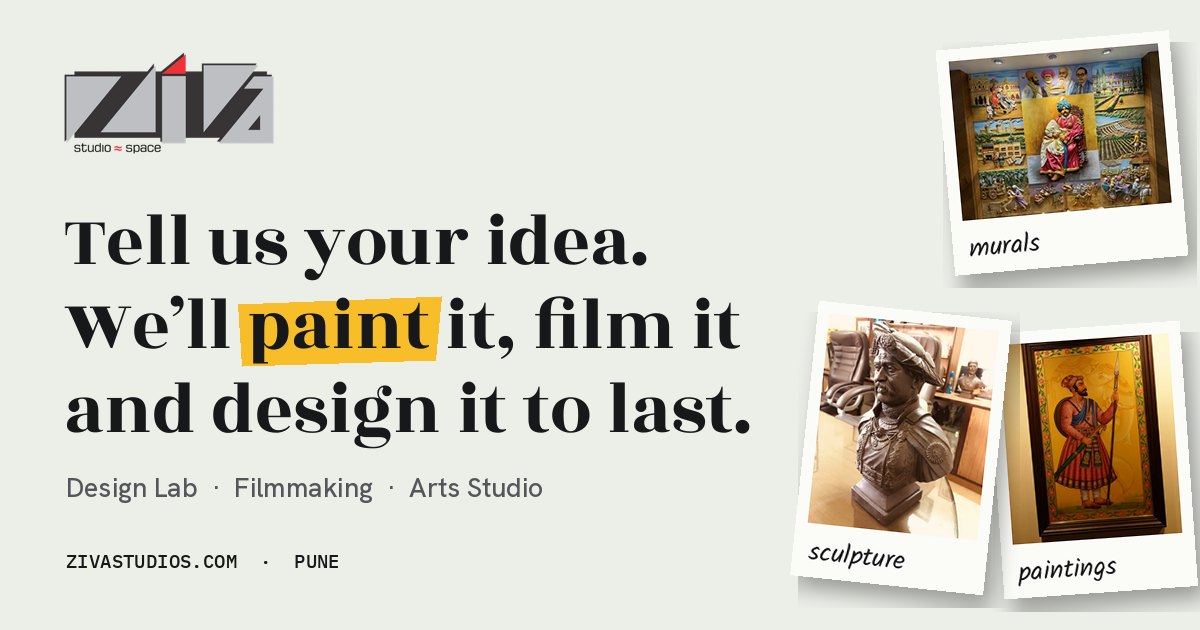 ZiVa
studio ≈ space
Tell us your idea.
We’ll paint it, film it
and design it to last.
Design Lab · Filmmaking · Arts Studio
ZIVASTUDIOS.COM · PUNE
murals
sculpture
paintings